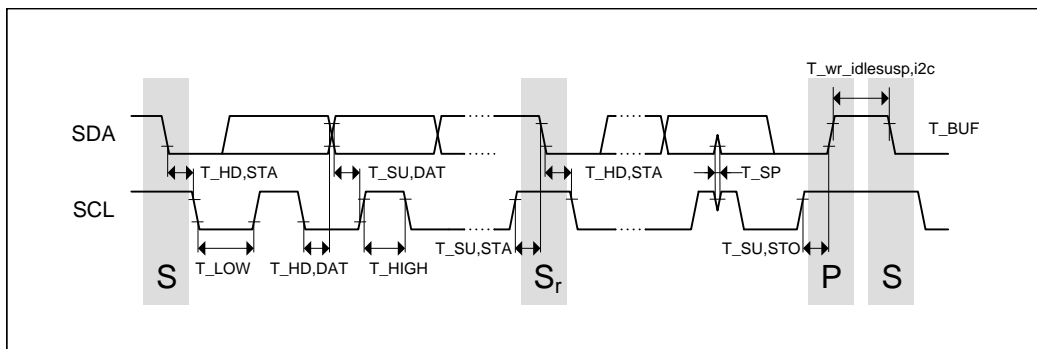 T_wr_idlesusp,i2c
SDA
T_BUF
T_HD,STA
T_SU,DAT
T_HD,STA
T_SP
SCL
T_SU,STA
T_SU,STO
T_LOW
T_HD,DAT
T_HIGH
S
Sr
P
S